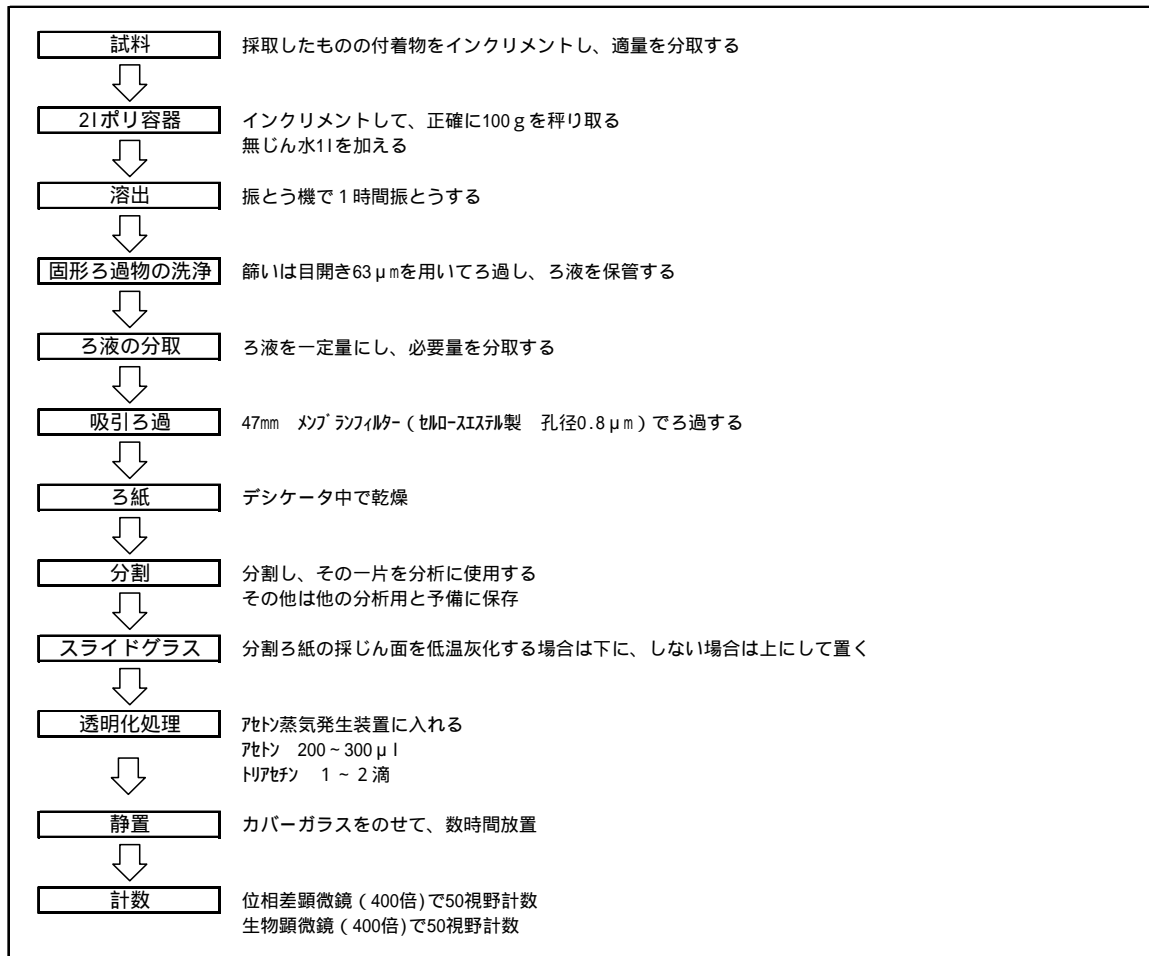 試料 採取したものの付着物をインクリメントし、適量を分取する
2lポリ容器 インクリメントして、正確に100gを秤り取る
無じん水1lを加える
溶出 振とう機で1時間振とうする
固形ろ過物の洗浄 篩いは目開き63μmを用いてろ過し、ろ液を保管する
ろ液の分取 ろ液を一定量にし、必要量を分取する
吸引ろ過 47mm メンブランフィルター(セルロースエステル製 孔径0.8μm)でろ過する
ろ紙 デシケータ中で乾燥
分割 分割し、その一片を分析に使用する
その他は他の分析用と予備に保存
スライドグラス 分割ろ紙の採じん面を低温灰化する場合は下に、しない場合は上にして置く
透明化処理 アセトン蒸気発生装置に入れる
アセトン 200~300μl
トリアセチン 1~2滴
静置 カバーガラスをのせて、数時間放置
計数 位相差顕微鏡(400倍)で50視野計数
生物顕微鏡(400倍)で50視野計数